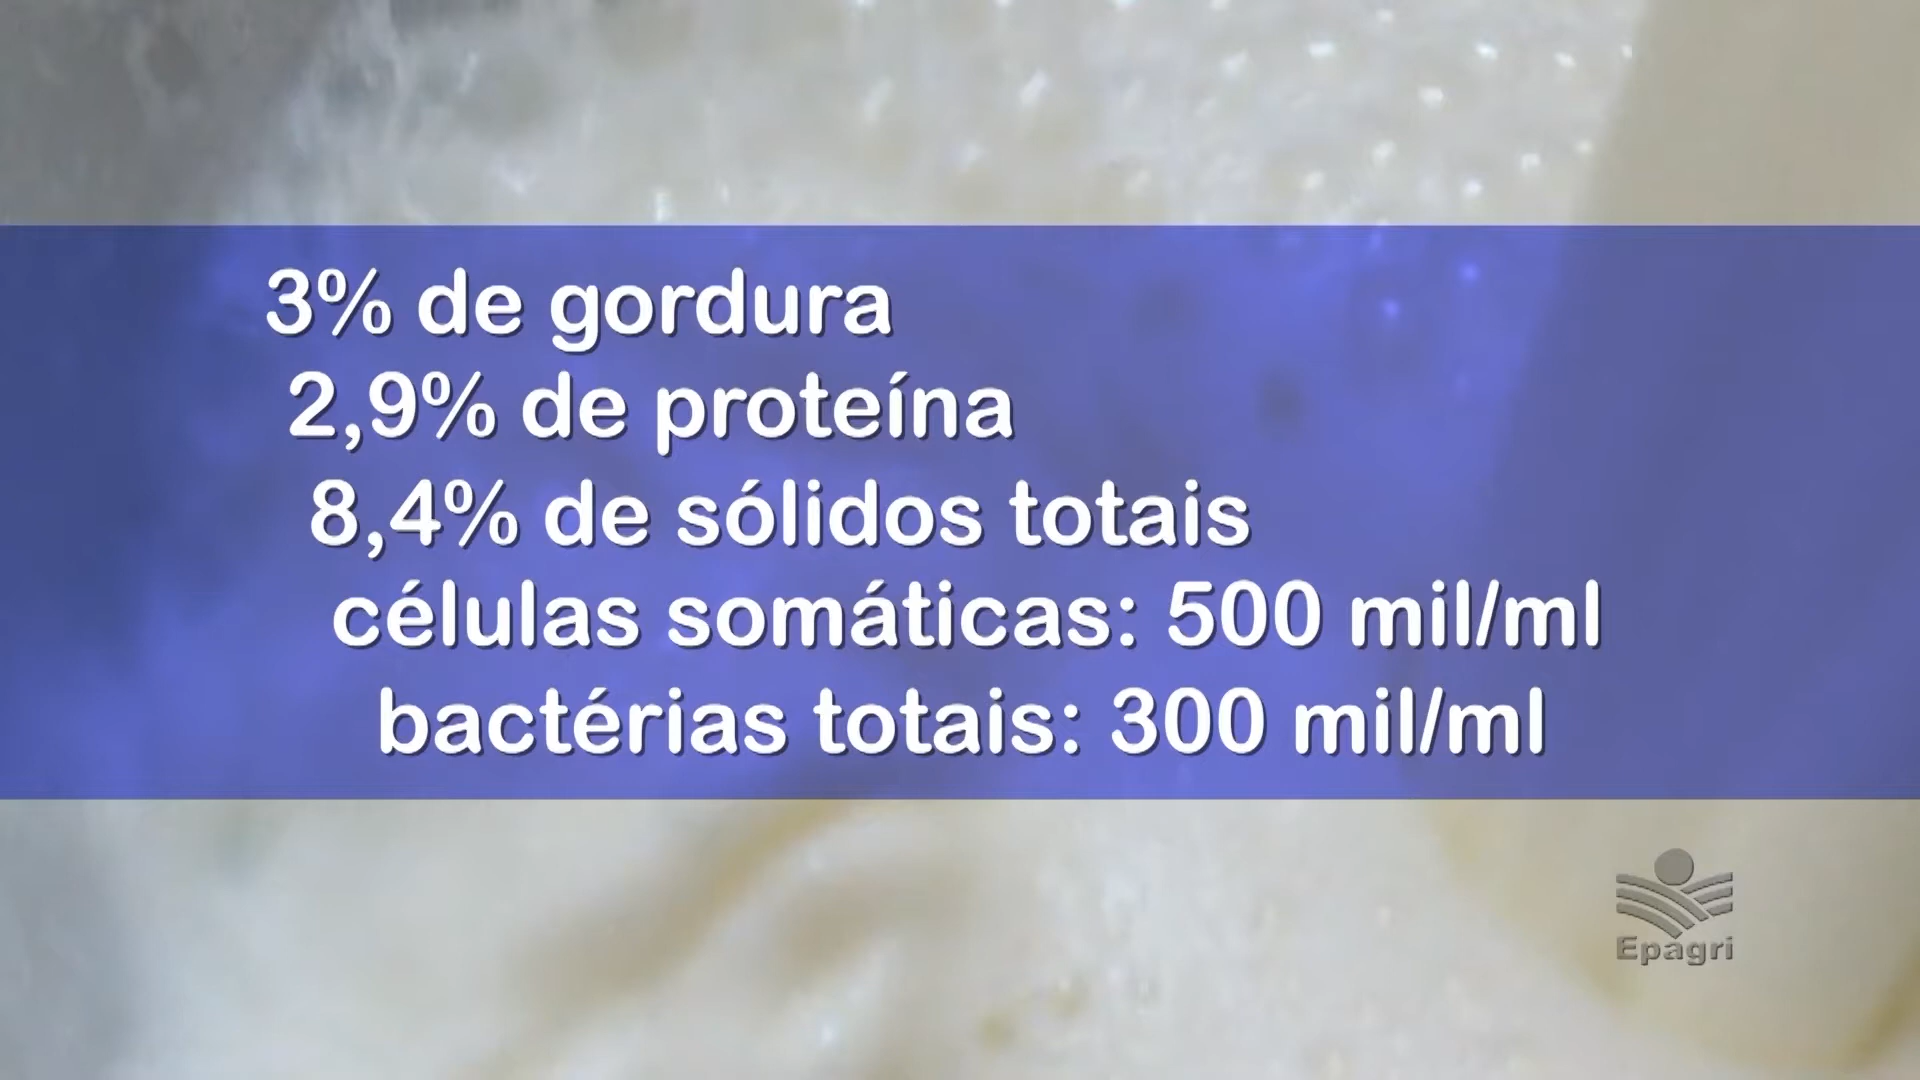 3% de gordura
2,9% de proteína
8,4% de sólidos totais
células somáticas: 500 mil/ml
bactérias totais: 300 mil/ml
Epagri